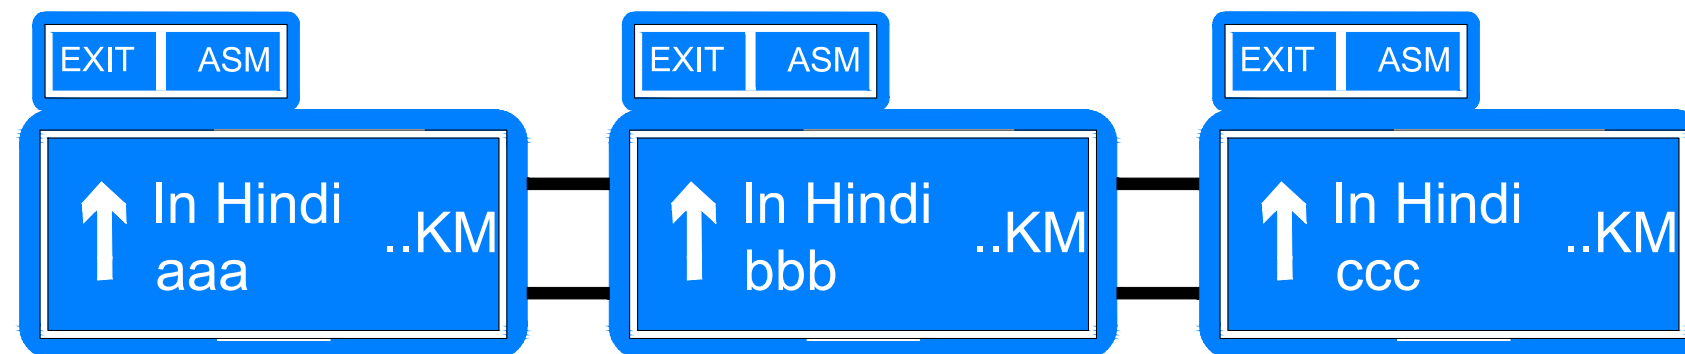 EXIT ASM
In Hindi
aaa
..KM
EXIT ASM
In Hindi
bbb
..KM
EXIT ASM
In Hindi
ccc
..KM